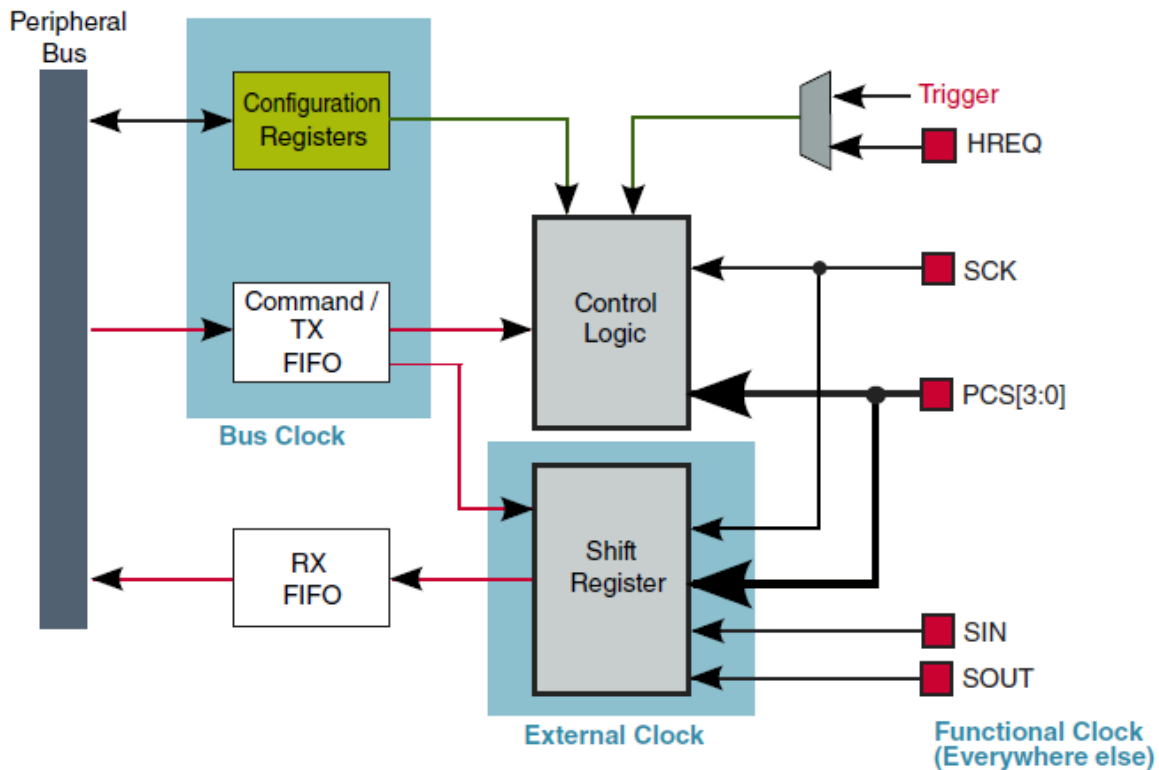 Peripheral
Bus
Configuration
Registers
Trigger
HREQ
Command /
TX
FIFO
Control
Logic
SCK
PCS[3:0]
Bus Clock
RX
FIFO
Shift
Register
SIN
SOUT
External Clock
Functional Clock
(Everywhere else)